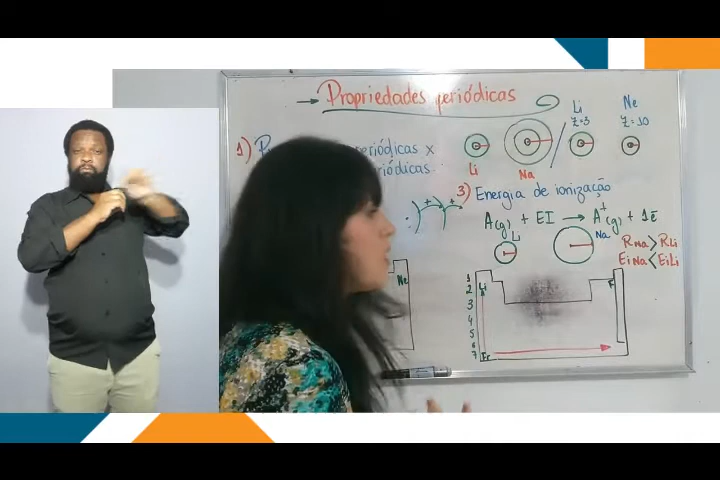 → Propriedades periódicas
1) P periódicas x
riódicas
Li
Na
Li
Z=3
Ne
Z=10
3) Energia de ionização
A(g) + EI → A⁺(g) + 1ē
Li
Na
RNa > RLi
EiNa < EiLi
Ne
1
2
3
4
5
6
7
Li
F
Fr